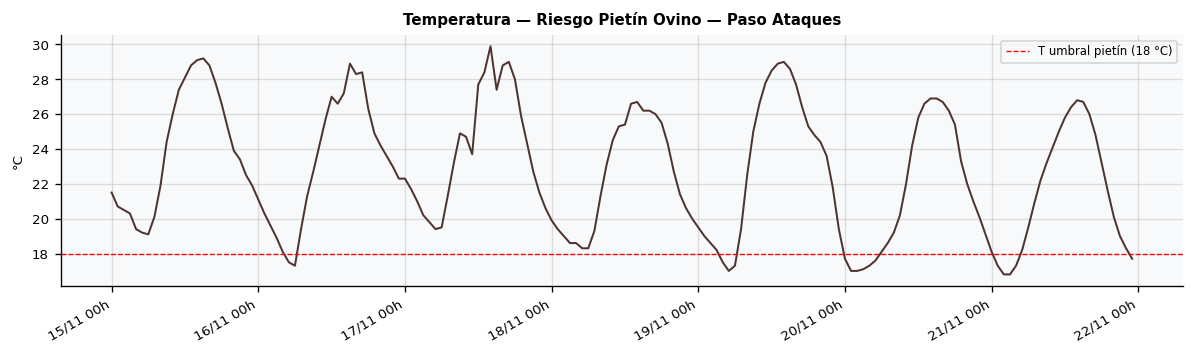 Temperatura — Riesgo Pietín Ovino — Paso Ataques
T umbral pietín (18 °C)
°C
30
28
26
24
22
20
18
15/11 00h
16/11 00h
17/11 00h
18/11 00h
19/11 00h
20/11 00h
21/11 00h
22/11 00h